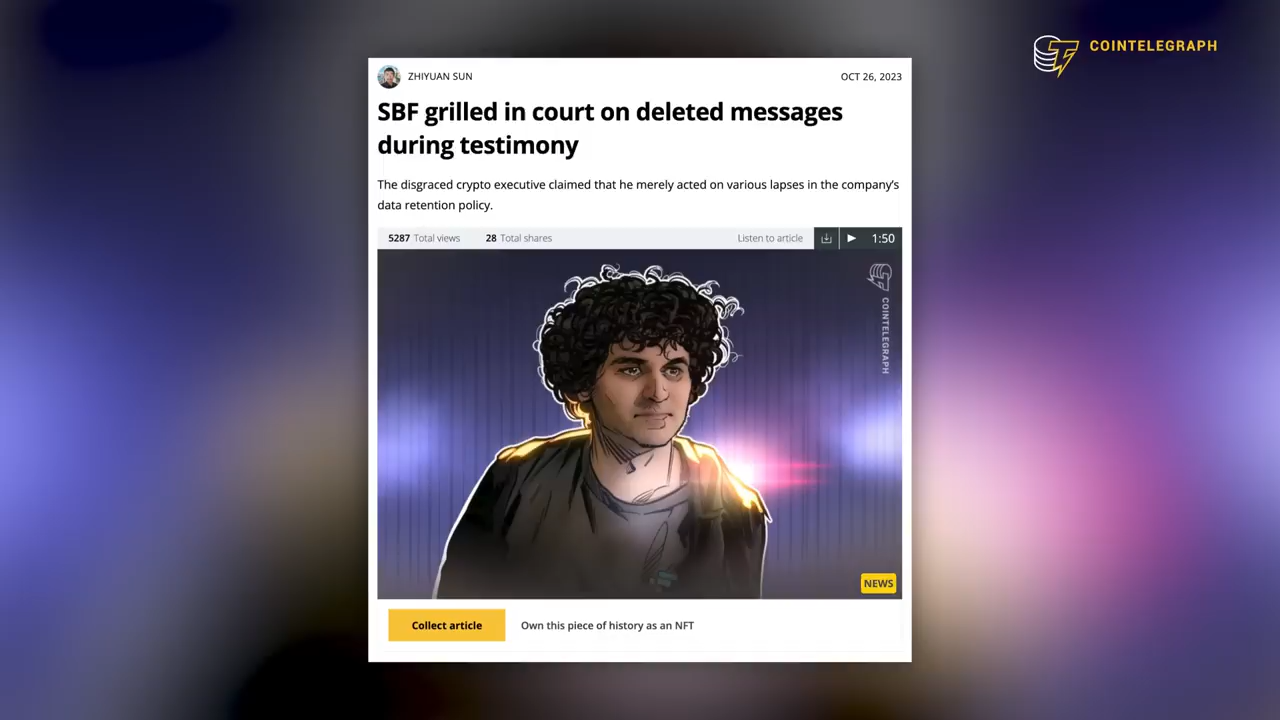 COINTELEGRAPH
ZHIYUAN SUN
OCT 26, 2023
SBF grilled in court on deleted messages
during testimony
The disgraced crypto executive claimed that he merely acted on various lapses in the company's
data retention policy.
5287 Total views 28 Total shares Listen to article 1:50
COINTELEGRAPH
NEWS
Collect article Own this piece of history as an NFT